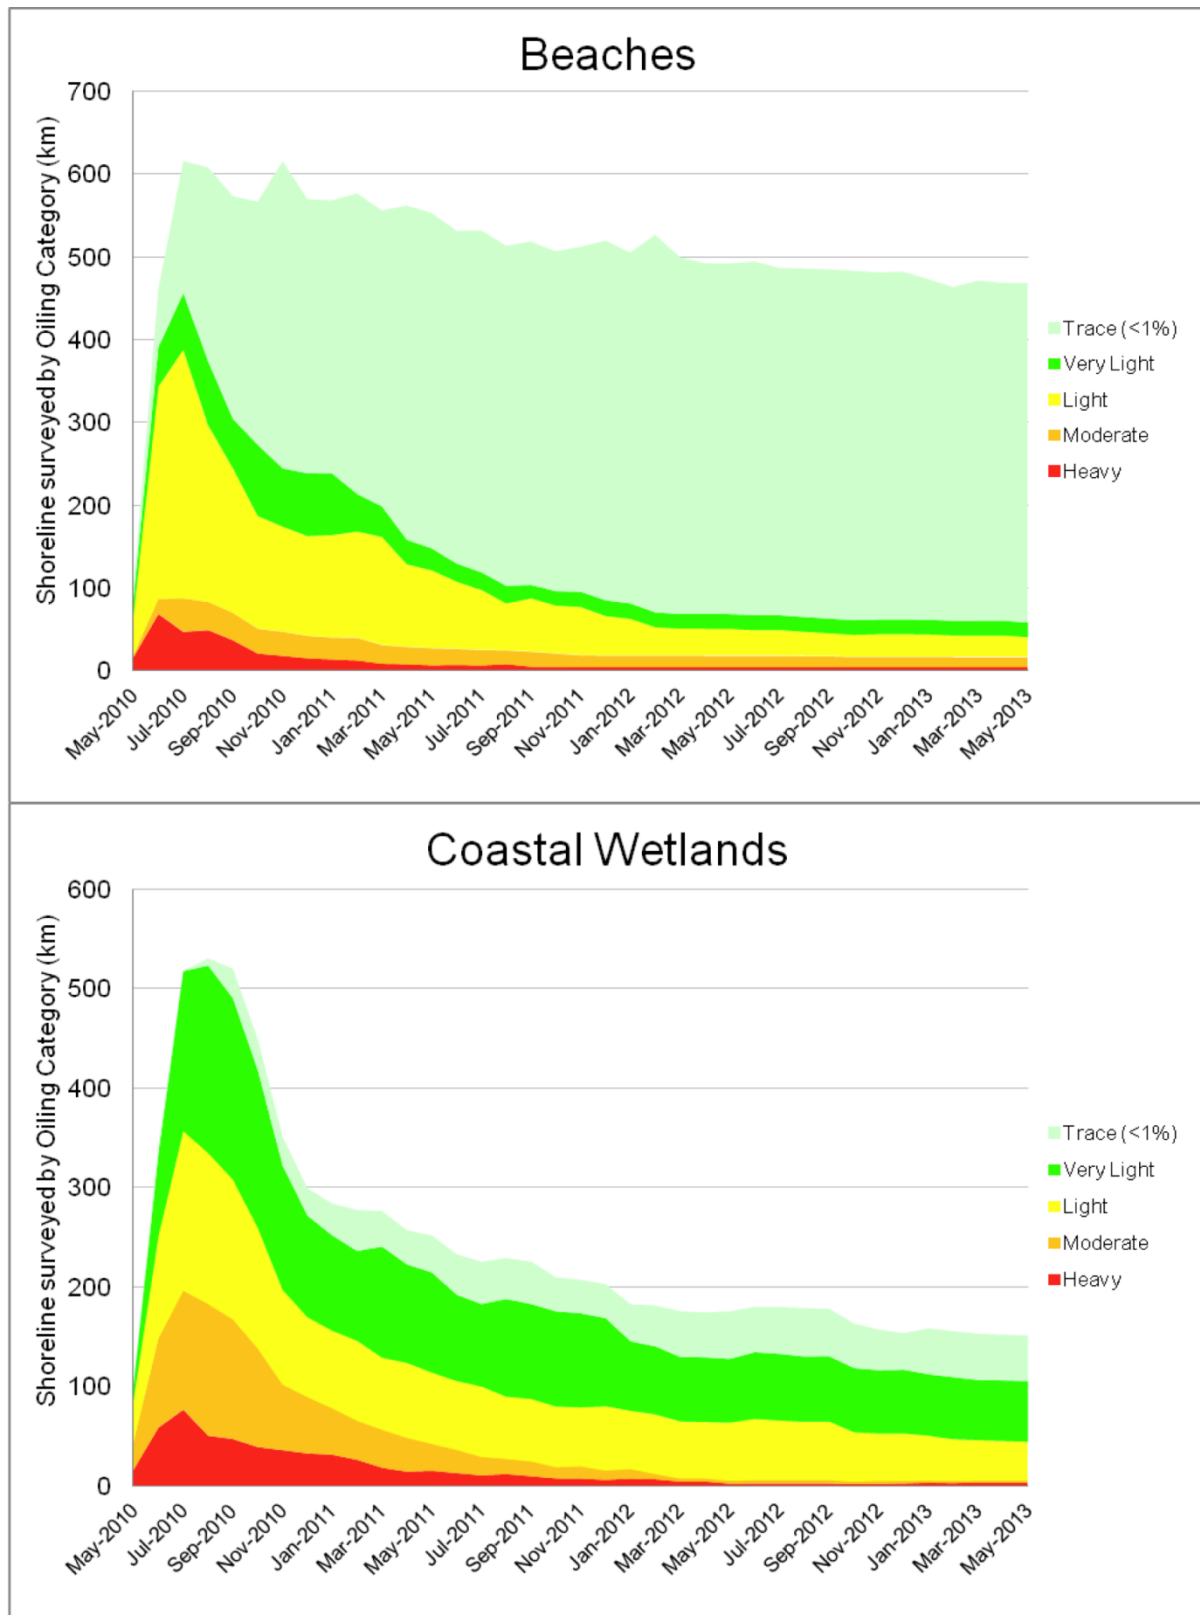 Beaches
Shoreline surveyed by Oiling Category (km)
700
600
500
400
300
200
100
0
May-2010
Jul-2010
Sep-2010
Nov-2010
Jan-2011
Mar-2011
May-2011
Jul-2011
Sep-2011
Nov-2011
Jan-2012
Mar-2012
May-2012
Jul-2012
Sep-2012
Nov-2012
Jan-2013
Mar-2013
May-2013
Trace (<1%)
Very Light
Light
Moderate
Heavy
Coastal Wetlands
Shoreline surveyed by Oiling Category (km)
600
500
400
300
200
100
0
May-2010
Jul-2010
Sep-2010
Nov-2010
Jan-2011
Mar-2011
May-2011
Jul-2011
Sep-2011
Nov-2011
Jan-2012
Mar-2012
May-2012
Jul-2012
Sep-2012
Nov-2012
Jan-2013
Mar-2013
May-2013
Trace (<1%)
Very Light
Light
Moderate
Heavy